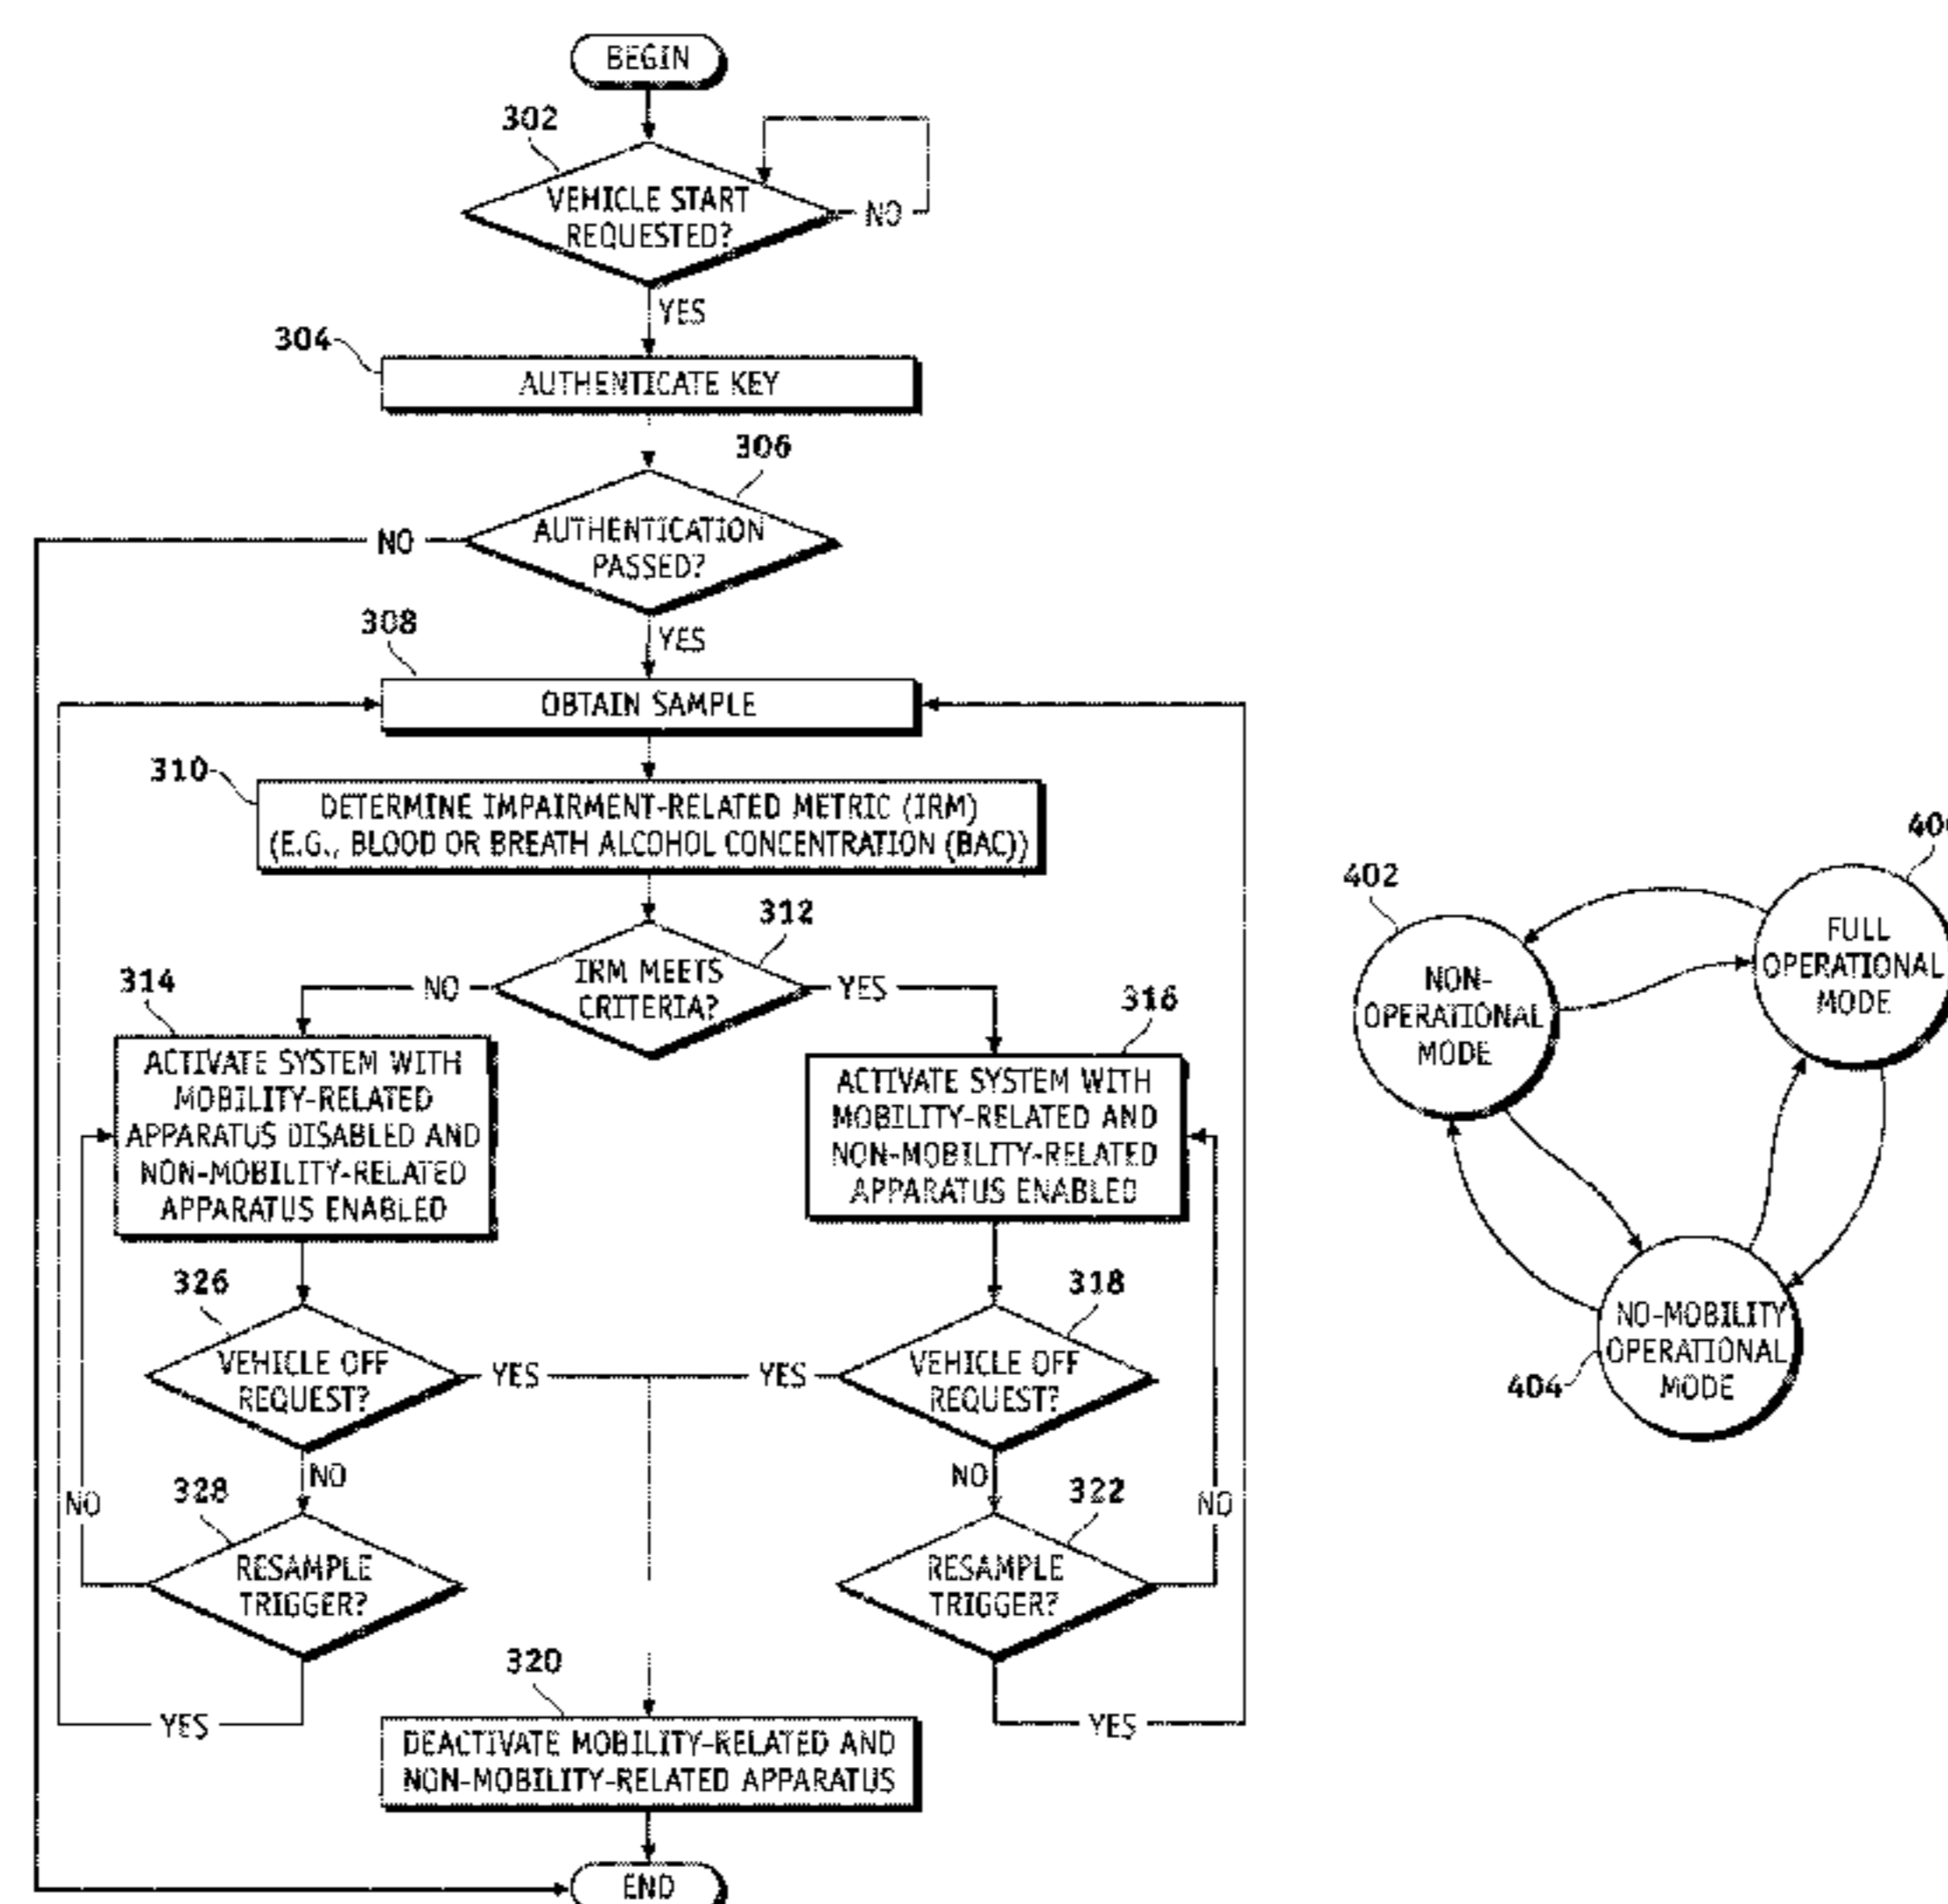 BEGIN
302
VEHICLE START
REQUESTED?
NO
YES
304
AUTHENTICATE KEY
306
AUTHENTICATION
PASSED?
NO
YES
308
OBTAIN SAMPLE
310
DETERMINE IMPAIRMENT-RELATED METRIC (IRM)
(E.G., BLOOD OR BREATH ALCOHOL CONCENTRATION (BAC))
312
IRM MEETS
CRITERIA?
NO
YES
314
ACTIVATE SYSTEM WITH
MOBILITY-RELATED
APPARATUS DISABLED AND
NON-MOBILITY-RELATED
APPARATUS ENABLED
316
ACTIVATE SYSTEM WITH
MOBILITY-RELATED AND
NON-MOBILITY-RELATED
APPARATUS ENABLED
326
VEHICLE OFF
REQUEST?
YES
YES
318
VEHICLE OFF
REQUEST?
NO
NO
328
RESAMPLE
TRIGGER?
NO
YES
322
RESAMPLE
TRIGGER?
NO
YES
320
DEACTIVATE MOBILITY-RELATED AND
NON-MOBILITY-RELATED APPARATUS
END
402
NON-
OPERATIONAL
MODE
FULL
OPERATIONAL
MODE
404
NO-MOBILITY
OPERATIONAL
MODE